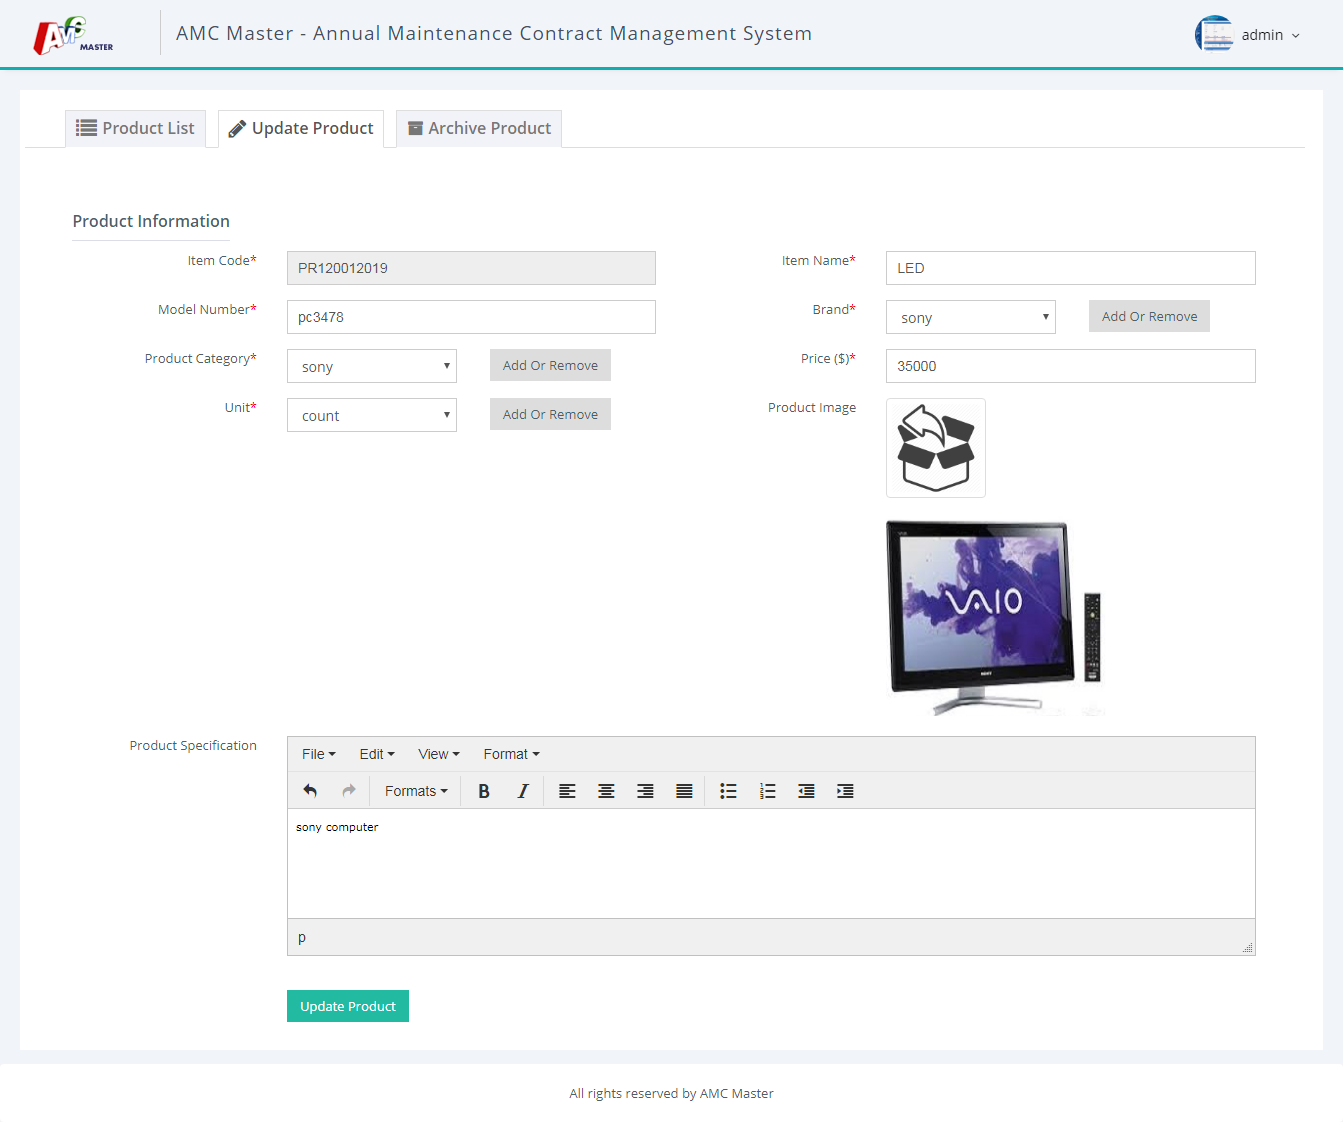 AMC MASTER
AMC Master - Annual Maintenance Contract Management System
admin
Product List
Update Product
Archive Product
Product Information
Item Code*
PR120012019
Item Name*
LED
Model Number*
pc3478
Brand*
sony
Add Or Remove
Product Category*
sony
Add Or Remove
Price ($)*
35000
Unit*
count
Add Or Remove
Product Image
VAIO
SONY
Product Specification
File
Edit
View
Format
Formats
B
I
sony computer
p
Update Product
All rights reserved by AMC Master